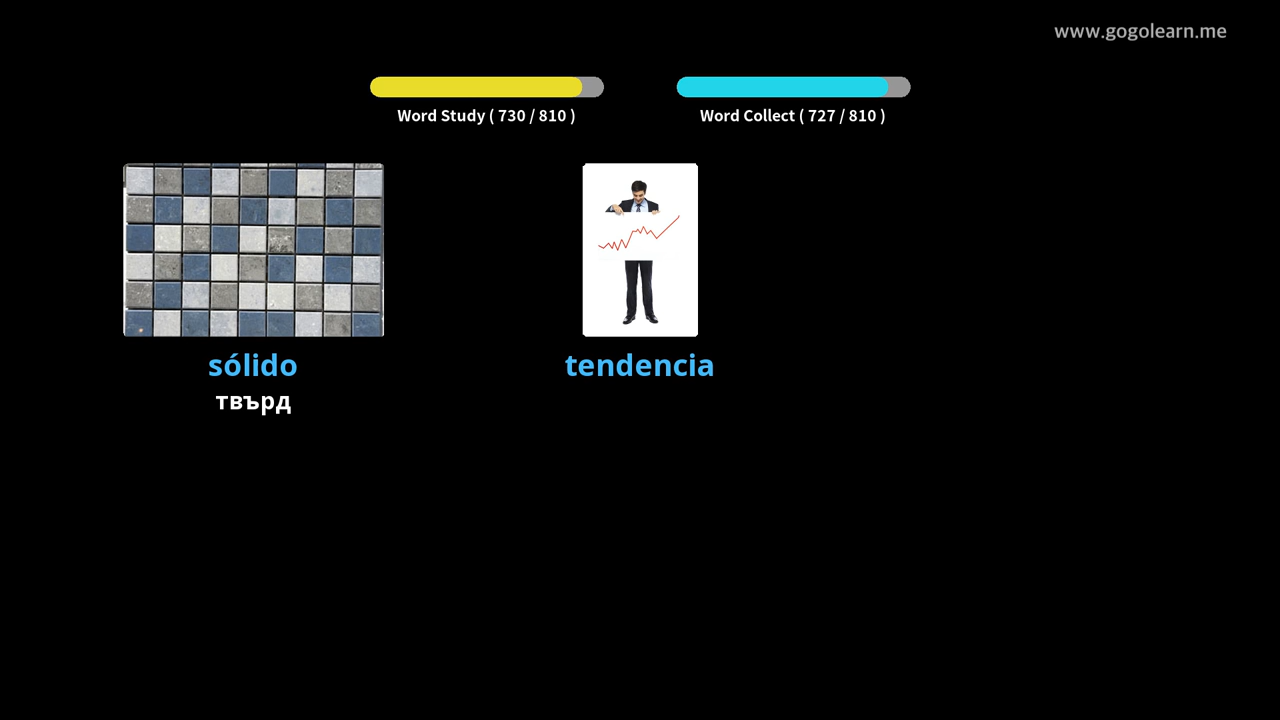 www.gogolearn.me
Word Study ( 730 / 810 )
Word Collect ( 727 / 810 )
sólido
tendencia
твърд